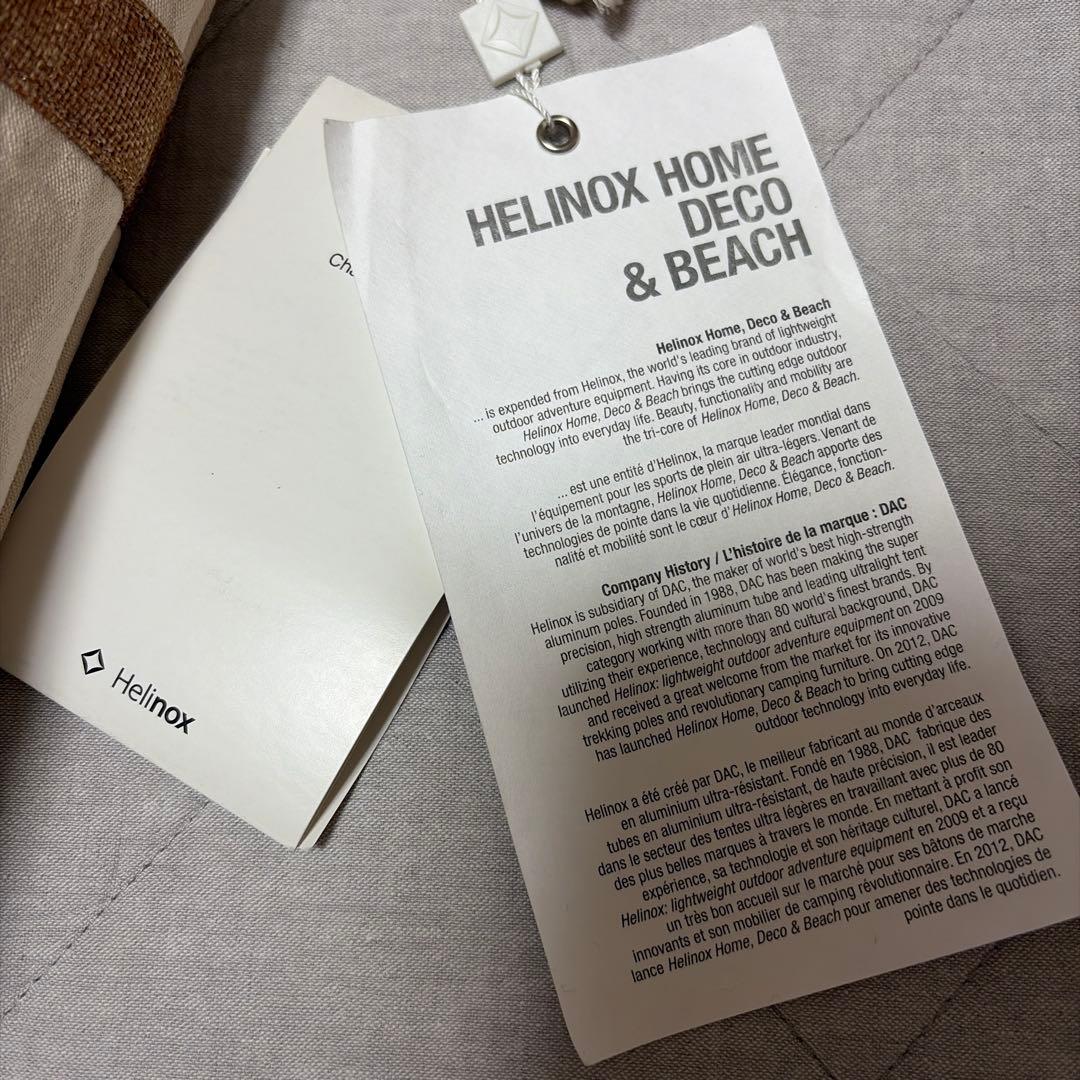 HELINOX HOME
DECO
& BEACH
Helinox Home, Deco & Beach
... is expended from Helinox, the world's leading brand of lightweight
outdoor adventure equipment. Having its core in outdoor industry,
Helinox Home, Deco & Beach brings the cutting edge outdoor
technology into everyday life. Beauty, functionality and mobility are
the tri-core of Helinox Home, Deco & Beach.
... est une entité d'Helinox, la marque leader mondial dans
l'équipement pour les sports de plein air ultra-légers. Venant de
l'univers de la montagne, Helinox Home, Deco & Beach apporte des
technologies de pointe dans la vie quotidienne. Élégance, fonction-
nalité et mobilité sont le cœur d'Helinox Home, Deco & Beach.
Company History / L'histoire de la marque : DAC
Helinox is subsidiary of DAC, the maker of world's best high-strength
aluminum poles. Founded in 1988, DAC has been making the super
precision, high strength aluminum tube and leading ultralight tent
category working with more than 80 world's finest brands. By
utilizing their experience, technology and cultural background, DAC
launched Helinox: lightweight outdoor adventure equipment on 2009
and received a great welcome from the market for its innovative
trekking poles and revolutionary camping furniture. On 2012, DAC
has launched Helinox Home, Deco & Beach to bring cutting edge
outdoor technology into everyday life.
Helinox a été créé par DAC, le meilleur fabricant au monde d'arceaux
en aluminium ultra-résistant. Fondé en 1988, DAC fabrique des
tubes en aluminium ultra-résistant, de haute précision, il est leader
dans le secteur des tentes ultra légères en travaillant avec plus de 80
des plus belles marques à travers le monde. En mettant à profit son
expérience, sa technologie et son héritage culturel, DAC a lancé
Helinox: lightweight outdoor adventure equipment en 2009 et a reçu
un très bon accueil sur le marché pour ses bâtons de marche
innovants et son mobilier de camping révolutionnaire. En 2012, DAC
lance Helinox Home, Deco & Beach pour amener des technologies de
pointe dans le quotidien.
Helinox